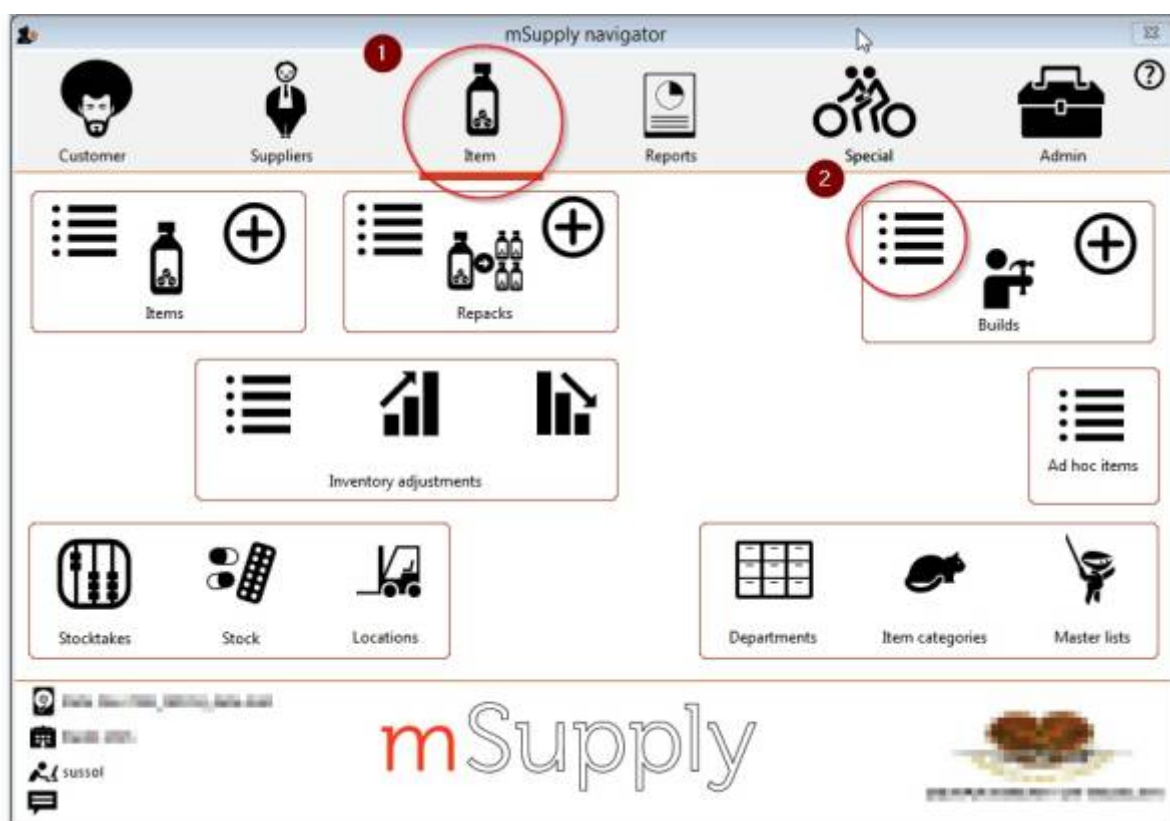 mSupply navigator
1
?
Customer
Suppliers
Item
Reports
Special
Admin
2
Items
Repacks
Builds
Inventory adjustments
Ad hoc items
Stocktakes
Stock
Locations
Departments
Item categories
Master lists
sussol
mSupply